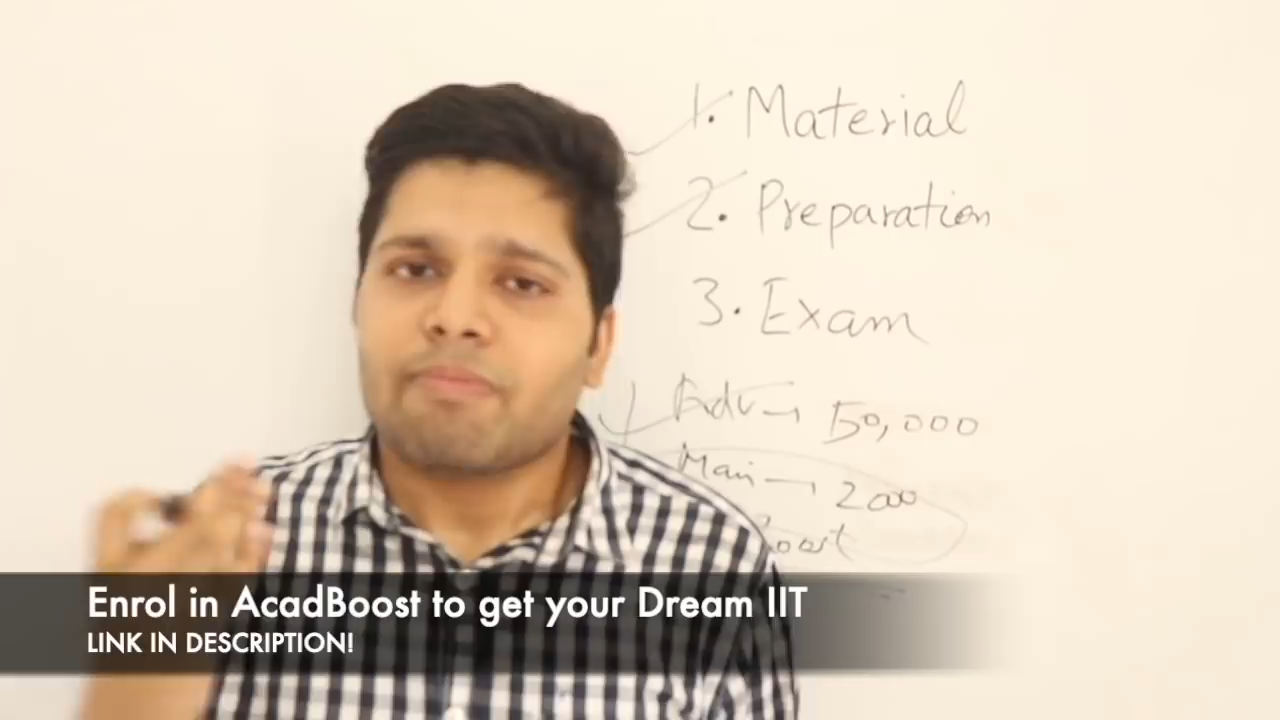 1. Material
2. Preparation
3. Exam
Adv → 50,000
Main → 2000
Enrol in AcadBoost to get your Dream IIT
LINK IN DESCRIPTION!